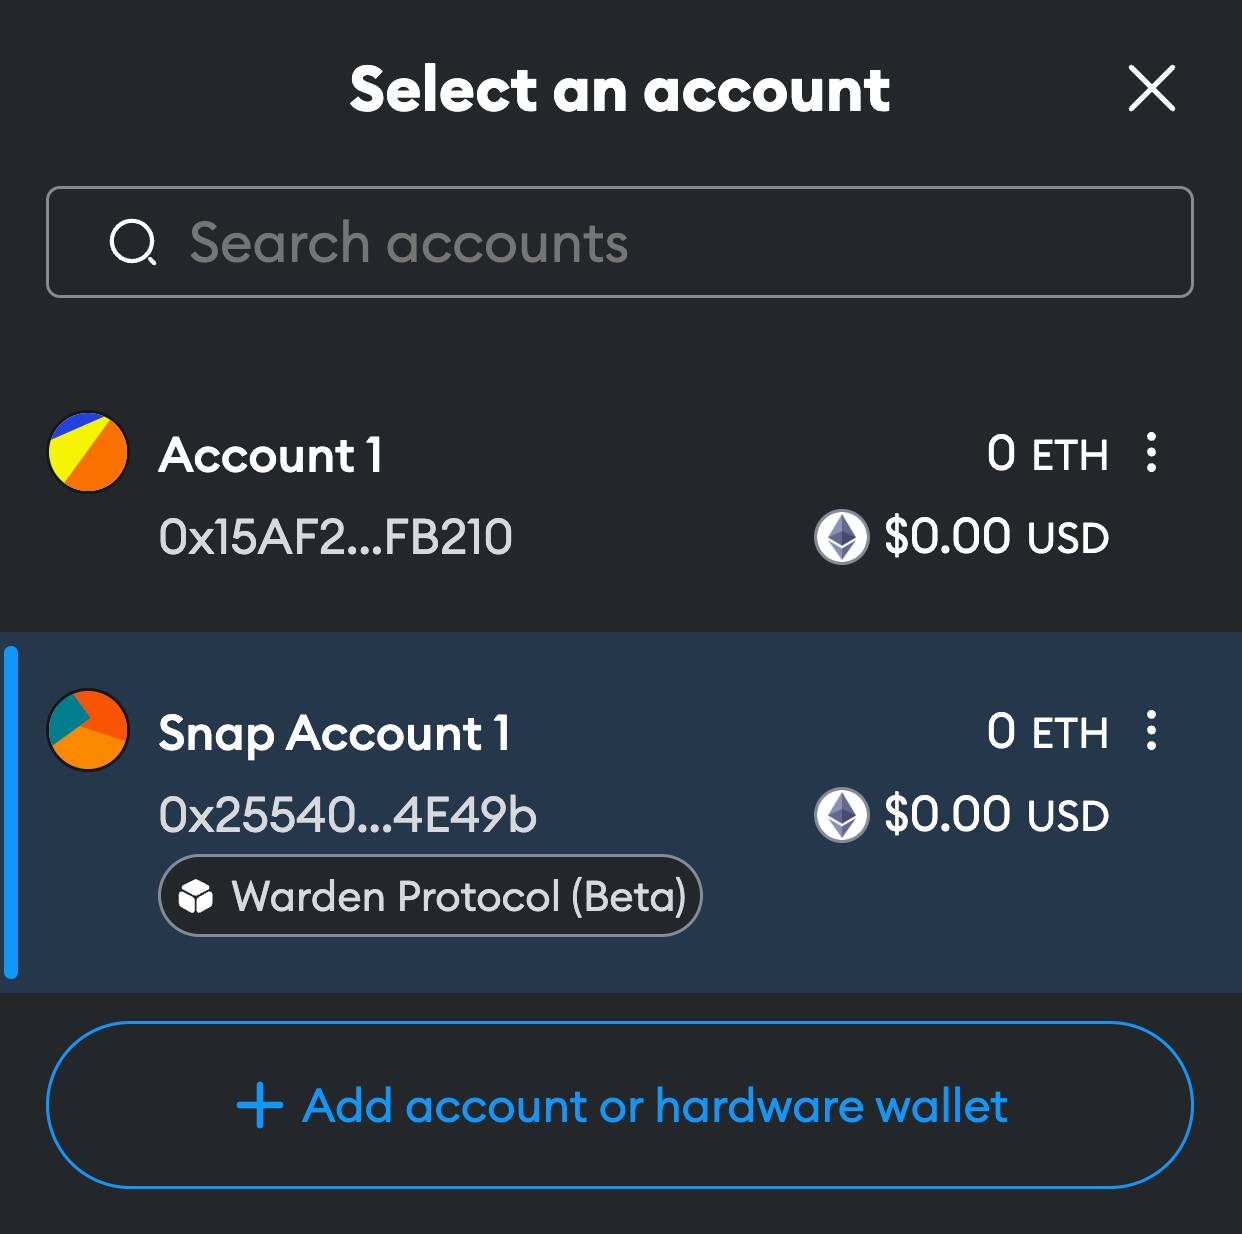 Select an account
Search accounts
Account 1
0 ETH
0x15AF2...FB210
$0.00 USD
Snap Account 1
0 ETH
0x25540...4E49b
$0.00 USD
Warden Protocol (Beta)
Add account or hardware wallet